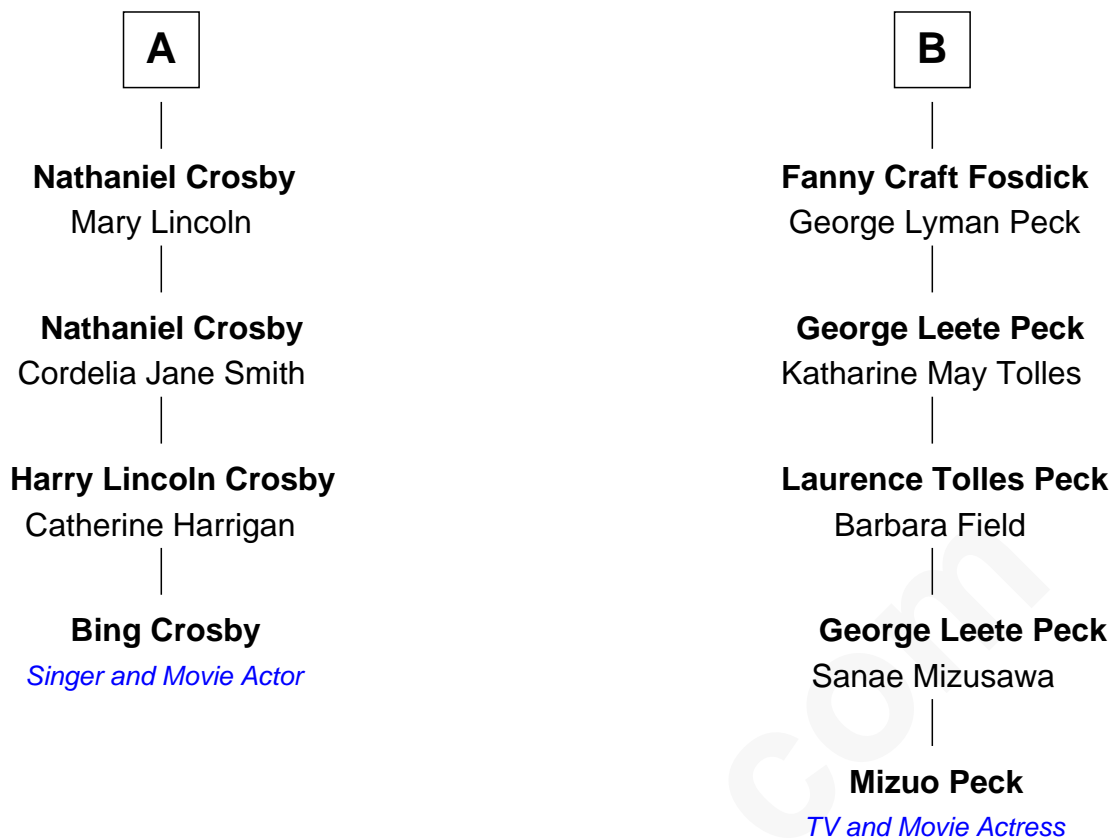 A
Nathaniel Crosby
Mary Lincoln
Nathaniel Crosby
Cordelia Jane Smith
Harry Lincoln Crosby
Catherine Harrigan
Bing Crosby
Singer and Movie Actor
B
Fanny Craft Fosdick
George Lyman Peck
George Leete Peck
Katharine May Tolles
Laurence Tolles Peck
Barbara Field
George Leete Peck
Sanae Mizusawa
Mizuo Peck
TV and Movie Actress
com